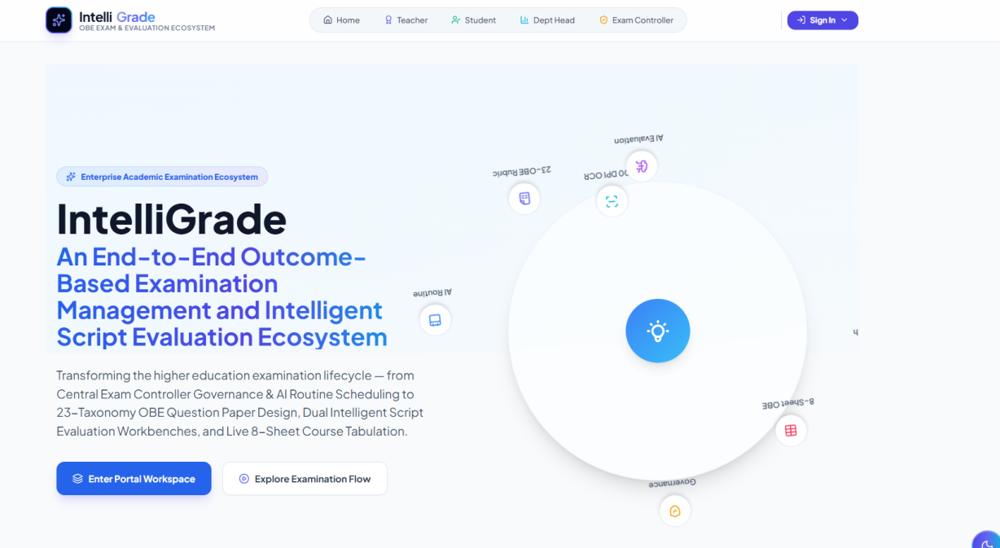 Intelli Grade
OBE EXAM & EVALUATION ECOSYSTEM
Home
Teacher
Student
Dept Head
Exam Controller
Sign In
Enterprise Academic Examination Ecosystem
IntelliGrade
An End-to-End Outcome-
Based Examination
Management and Intelligent
Script Evaluation Ecosystem
Transforming the higher education examination lifecycle — from
Central Exam Controller Governance & AI Routine Scheduling to
23-Taxonomy OBE Question Paper Design, Dual Intelligent Script
Evaluation Workbenches, and Live 8-Sheet Course Tabulation.
Enter Portal Workspace
Explore Examination Flow
AI Evaluation
23-OBE Rubric
00 DPI OCR
AI Routine
h
8-Sheet OBE
Governance